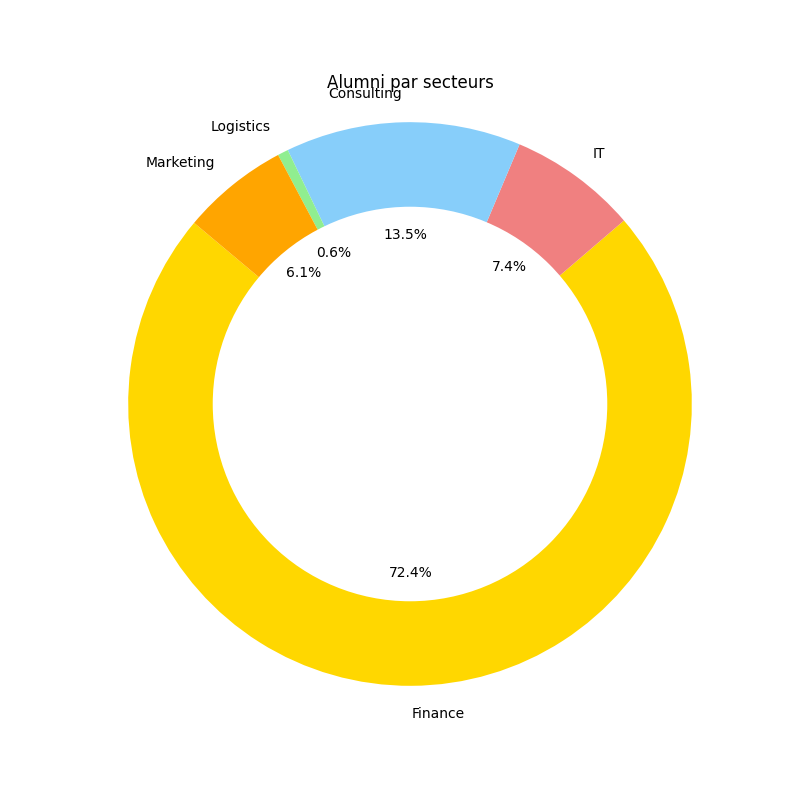 Alumni par secteurs
Consulting
Logistics
IT
Marketing
13.5%
0.6%
7.4%
6.1%
72.4%
Finance